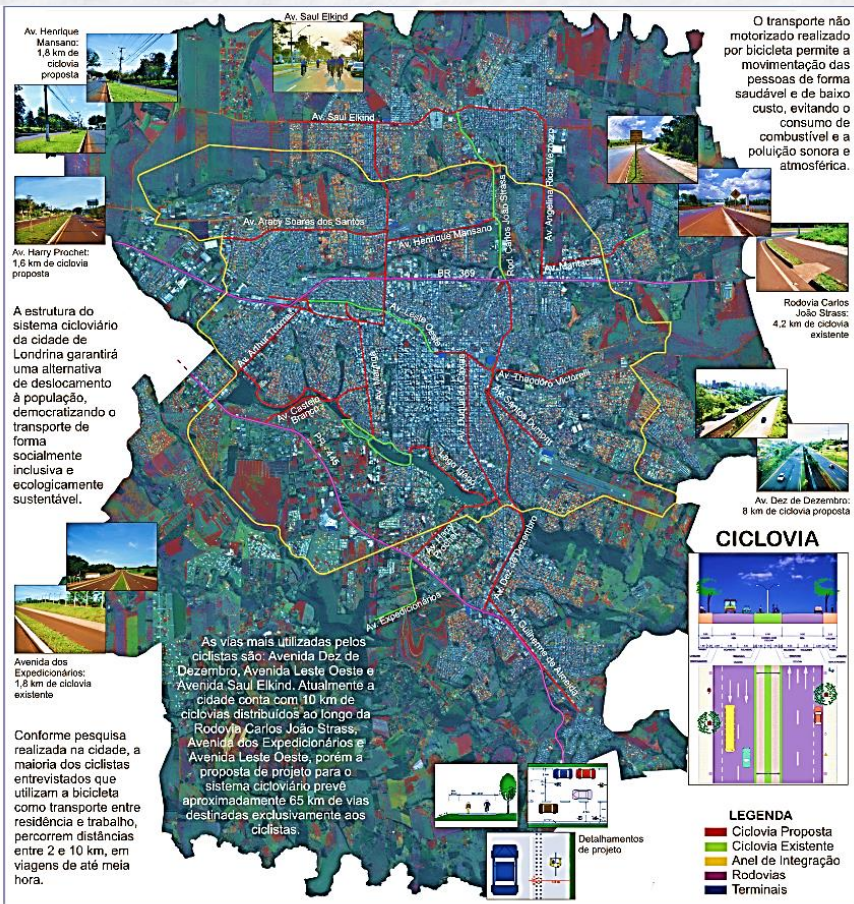 Av. Henrique
Mansano:
1,8 km de
ciclovia
proposta
Av. Saul Elkind
O transporte não
motorizado realizado
por bicicleta permite a
movimentação das
pessoas de forma
saudável e de baixo
custo, evitando o
consumo de
combustível e a
poluição sonora e
atmosférica.
Av. Saul Elkind
Av. Angelina Ricci Vezozzo
Rod. Carlos João Strass
Av. Aracy Soares dos Santos
Av. Henrique Mansano
Av. Harry Prochet:
1,6 km de ciclovia
proposta
BR - 369
Rodovia Carlos
João Strass:
4,2 km de ciclovia
existente
A estrutura do
sistema cicloviário
da cidade de
Londrina garantirá
uma alternativa
de deslocamento
à população,
democratizando o
transporte de
forma
socialmente
inclusiva e
ecologicamente
sustentável.
Av. Leste Oeste
Av. Arthur Thomas
Av. Theodoro Victorelli
Av. Duque de Caxias
Av. Santos Dumont
Av. Castelo
Branco
PR - 445
Lago Igapó
Av. Dez de Dezembro:
8 km de ciclovia proposta
Av. Harry
Prochet
Av. Dez de Dezembro
Av. Expedicionários
Av. Guilherme de Almeida
CICLOVIA
Avenida dos
Expedicionários:
1,8 km de ciclovia
existente
As vias mais utilizadas pelos
ciclistas são: Avenida Dez de
Dezembro, Avenida Leste Oeste e
Avenida Saul Elkind. Atualmente a
cidade conta com 10 km de
ciclovias distribuídos ao longo da
Rodovia Carlos João Strass,
Avenida dos Expedicionários e
Avenida Leste Oeste, porém a
proposta de projeto para o
sistema cicloviário prevê
aproximadamente 65 km de vias
destinadas exclusivamente aos
ciclistas.
Conforme pesquisa
realizada na cidade, a
maioria dos ciclistas
entrevistados que
utilizam a bicicleta
como transporte entre
residência e trabalho,
percorrem distâncias
entre 2 e 10 km, em
viagens de até meia
hora.
Detalhamentos
de projeto
LEGENDA
Ciclovia Proposta
Ciclovia Existente
Anel de Integração
Rodovias
Terminais